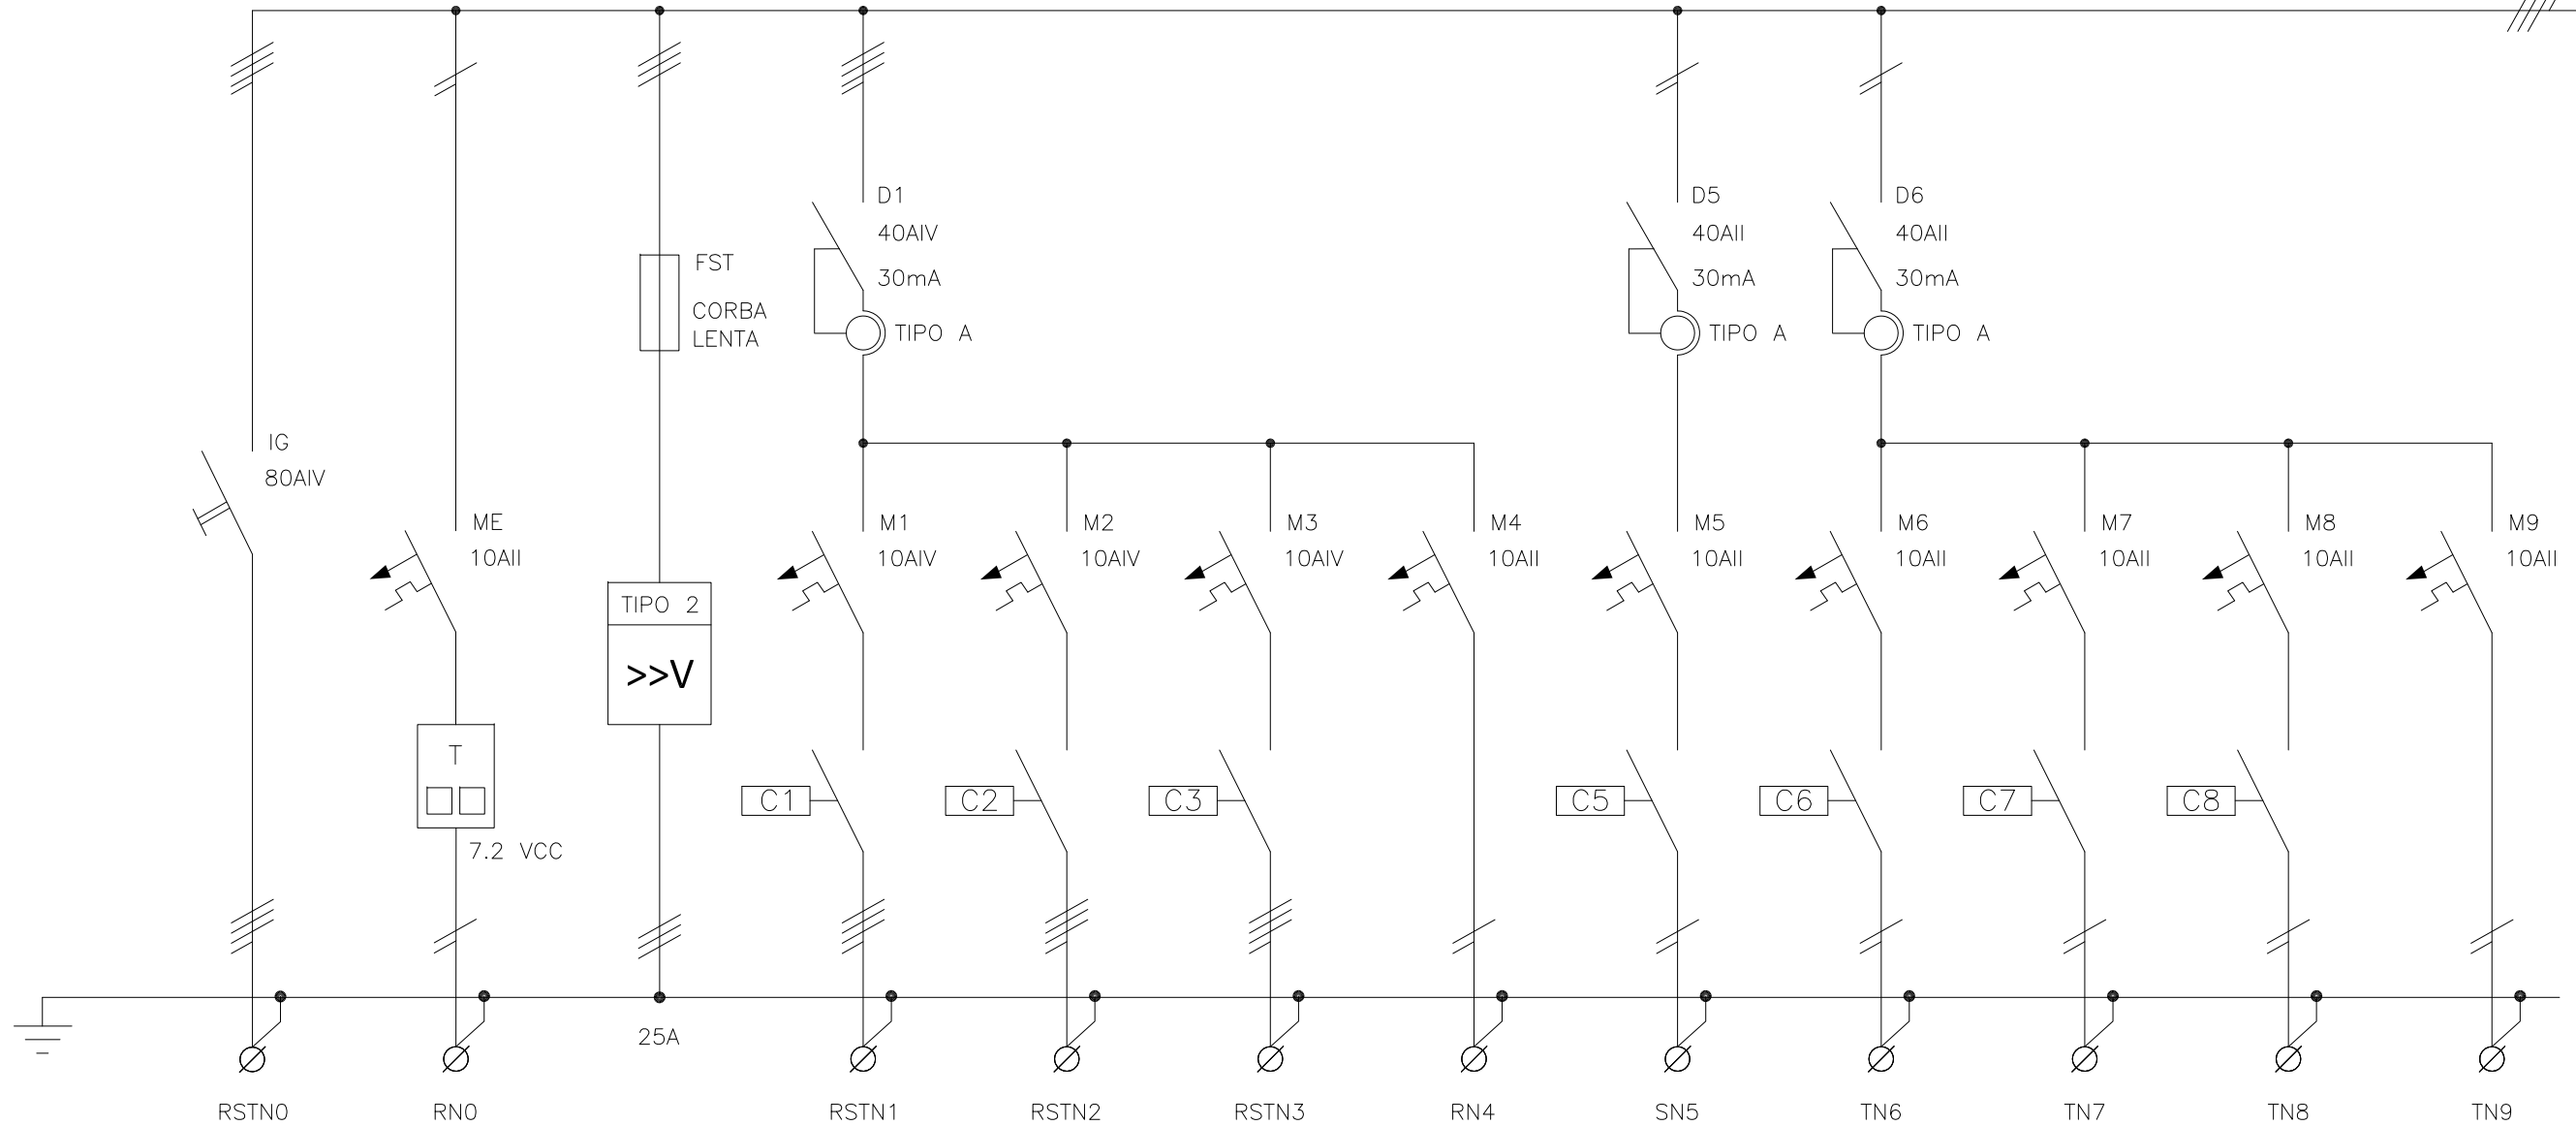 D1
40AIV
30mA
TIPO A
D5
40AII
30mA
TIPO A
D6
40AII
30mA
TIPO A
FST
CORBA
LENTA
IG
80AIV
ME
10AII
M1
10AIV
M2
10AIV
M3
10AIV
M4
10AII
M5
10AII
M6
10AII
M7
10AII
M8
10AII
M9
10AII
TIPO 2
>>V
T
7.2 VCC
C1
C2
C3
C5
C6
C7
C8
25A
RSTN0
RN0
RSTN1
RSTN2
RSTN3
RN4
SN5
TN6
TN7
TN8
TN9